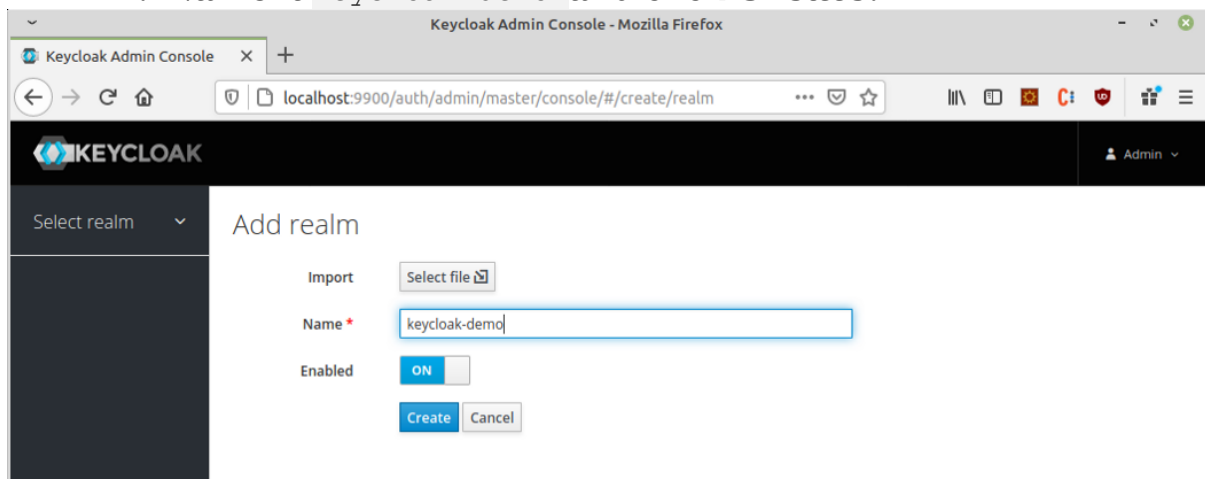 Keycloak Admin Console - Mozilla Firefox
Keycloak Admin Console
localhost:9900/auth/admin/master/console/#/create/realm
KEYCLOAK
Admin
Select realm
Add realm
Import Select file
Name * keycloak-demo
Enabled ON
Create Cancel